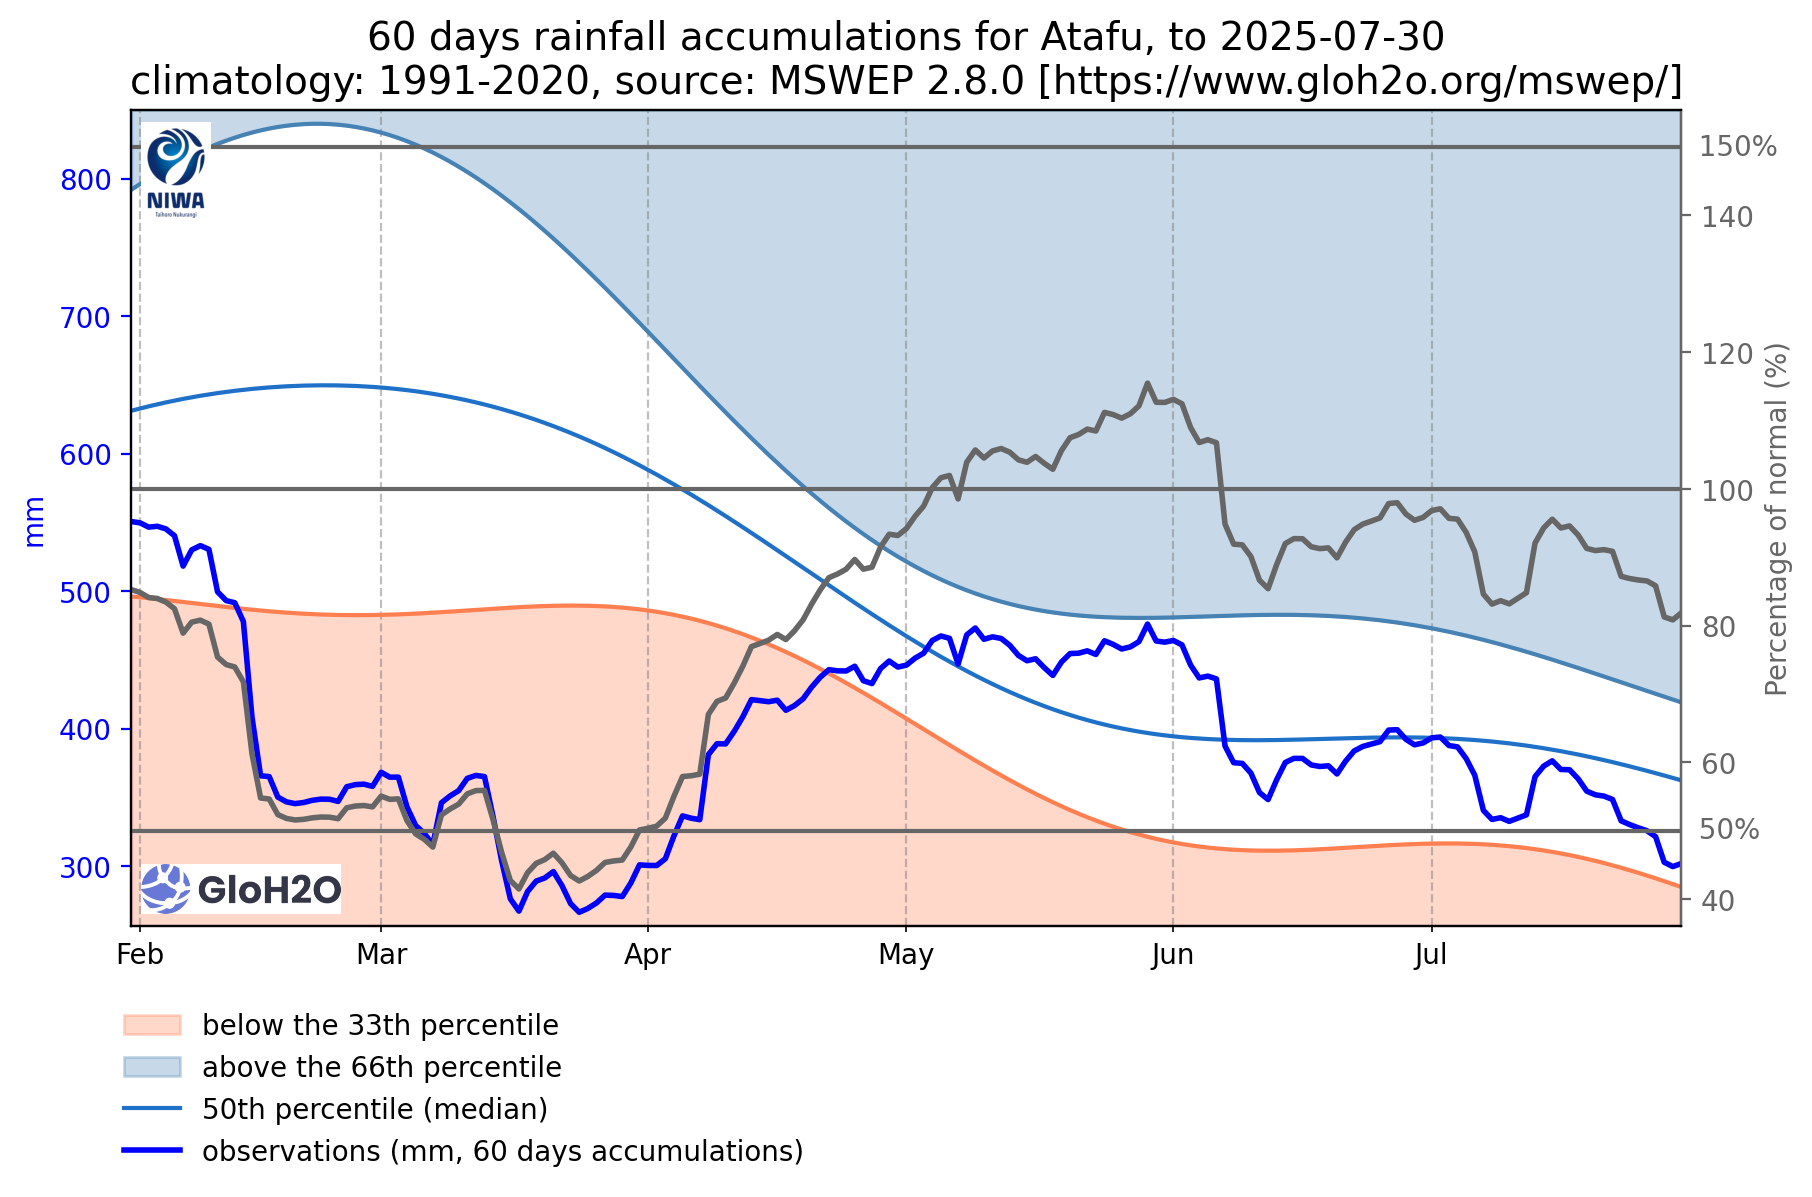 60 days rainfall accumulations for Atafu, to 2025-07-30
climatology: 1991-2020, source: MSWEP 2.8.0 [https://www.gloh2o.org/mswep/]
NIWA
Taihoro Nukurangi
800
700
600
500
400
300
mm
150%
140
120
100
80
60
50%
40
Percentage of normal (%)
GloH2O
Feb Mar Apr May Jun Jul
below the 33th percentile
above the 66th percentile
50th percentile (median)
observations (mm, 60 days accumulations)